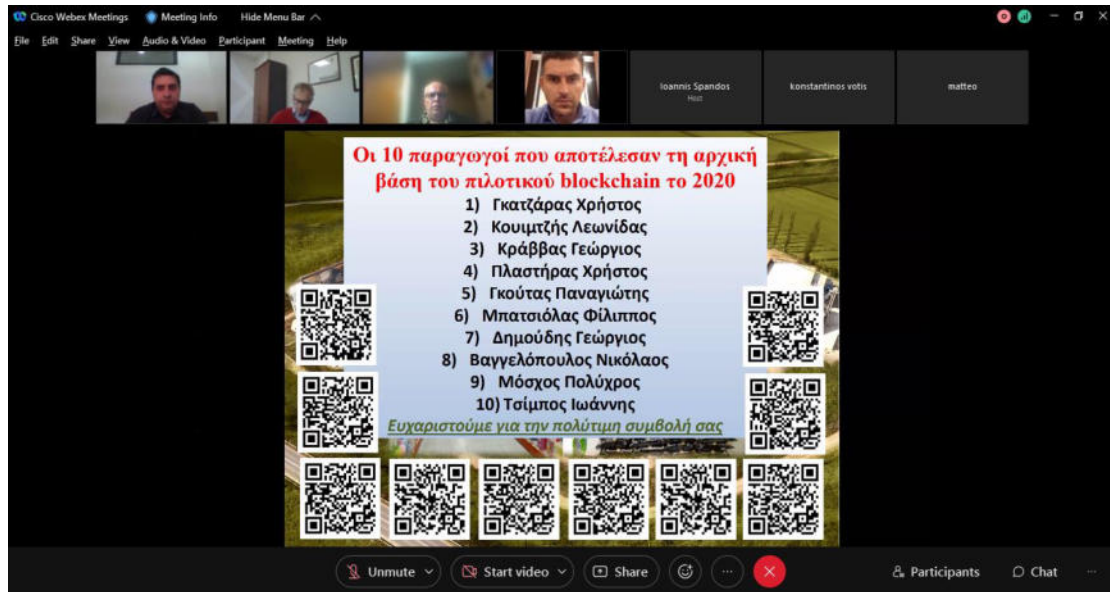 Cisco Webex Meetings Meeting Info Hide Menu Bar
File Edit Share View Audio & Video Participant Meeting Help
Ioannis Spandos
Host
konstantinos votis
matteo
Οι 10 παραγωγοί που αποτέλεσαν τη αρχική
βάση του πιλοτικού blockchain το 2020
1) Γκατζάρας Χρήστος
2) Κουιμτζής Λεωνίδας
3) Κράββας Γεώργιος
4) Πλαστήρας Χρήστος
5) Γκούτας Παναγιώτης
6) Μπατσιόλας Φίλιππος
7) Δημούδης Γεώργιος
8) Βαγγελόπουλος Νικόλαος
9) Μόσχος Πολύχρος
10) Τσίμπος Ιωάννης
Ευχαριστούμε για την πολύτιμη συμβολή σας
Unmute Start video Share Participants Chat